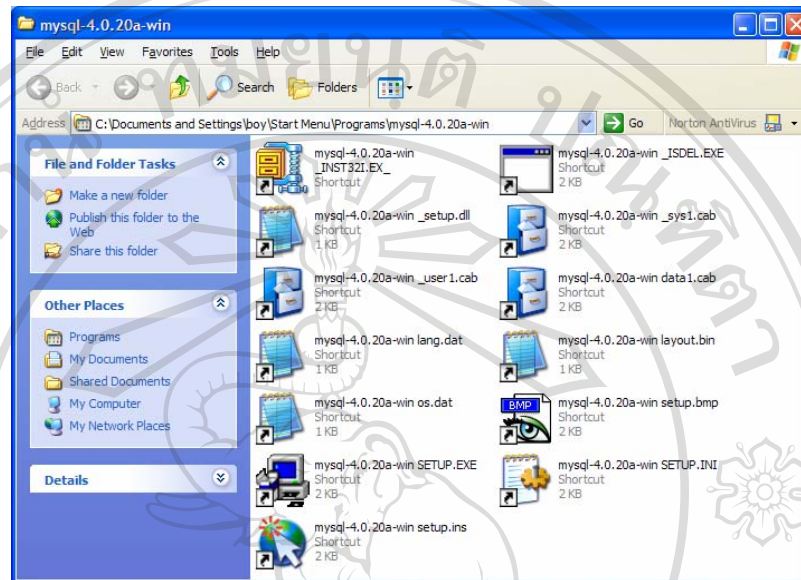 mysql-4.0.20a-win
File Edit View Favorites Tools Help
Back Search Folders
Address C:\Documents and Settings\boy\Start Menu\Programs\mysql-4.0.20a-win Go Norton AntiVirus
File and Folder Tasks
Make a new folder
Publish this folder to the
Web
Share this folder
Other Places
Programs
My Documents
Shared Documents
My Computer
My Network Places
Details
mysql-4.0.20a-win
_INST32I.EX_
Shortcut
mysql-4.0.20a-win _ISDEL.EXE
Shortcut
2 KB
mysql-4.0.20a-win _setup.dll
Shortcut
1 KB
mysql-4.0.20a-win _sys1.cab
Shortcut
2 KB
mysql-4.0.20a-win _user1.cab
Shortcut
2 KB
mysql-4.0.20a-win data1.cab
Shortcut
2 KB
mysql-4.0.20a-win lang.dat
Shortcut
1 KB
mysql-4.0.20a-win layout.bin
Shortcut
1 KB
mysql-4.0.20a-win os.dat
Shortcut
1 KB
BMP
mysql-4.0.20a-win setup.bmp
Shortcut
2 KB
mysql-4.0.20a-win SETUP.EXE
Shortcut
2 KB
mysql-4.0.20a-win SETUP.INI
Shortcut
2 KB
mysql-4.0.20a-win setup.ins
Shortcut
2 KB